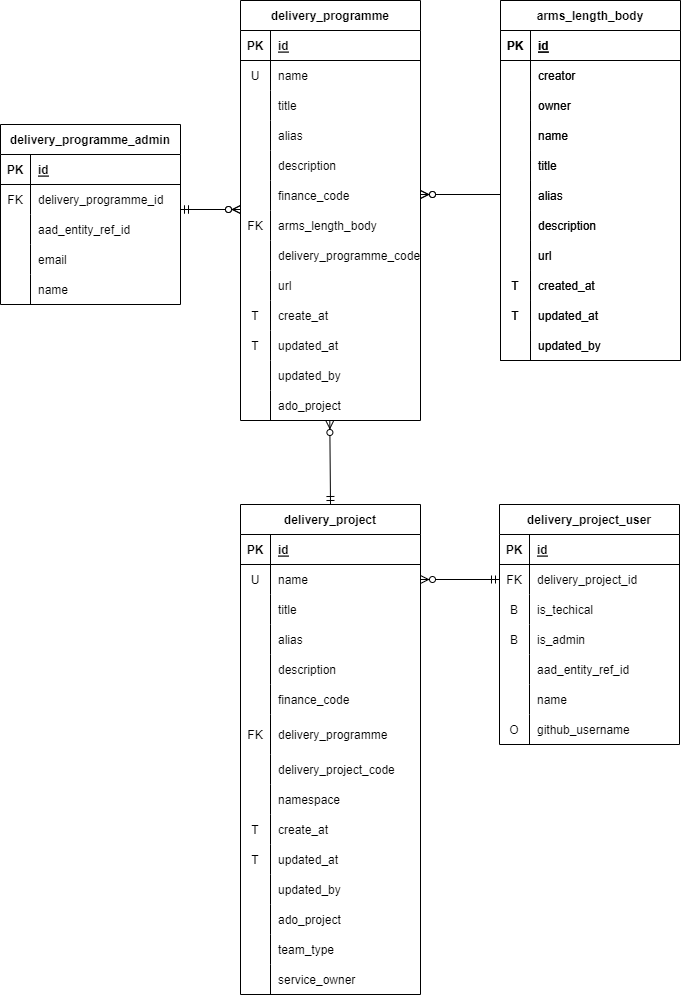 delivery_programme
PK id
U name
title
alias
description
finance_code
FK arms_length_body
delivery_programme_code
url
T create_at
T updated_at
updated_by
ado_project
arms_length_body
PK id
creator
owner
name
title
alias
description
url
T created_at
T updated_at
updated_by
delivery_programme_admin
PK id
FK delivery_programme_id
aad_entity_ref_id
email
name
delivery_project
PK id
U name
title
alias
description
finance_code
FK delivery_programme
delivery_project_code
namespace
T create_at
T updated_at
updated_by
ado_project
team_type
service_owner
delivery_project_user
PK id
FK delivery_project_id
B is_techical
B is_admin
aad_entity_ref_id
name
O github_username